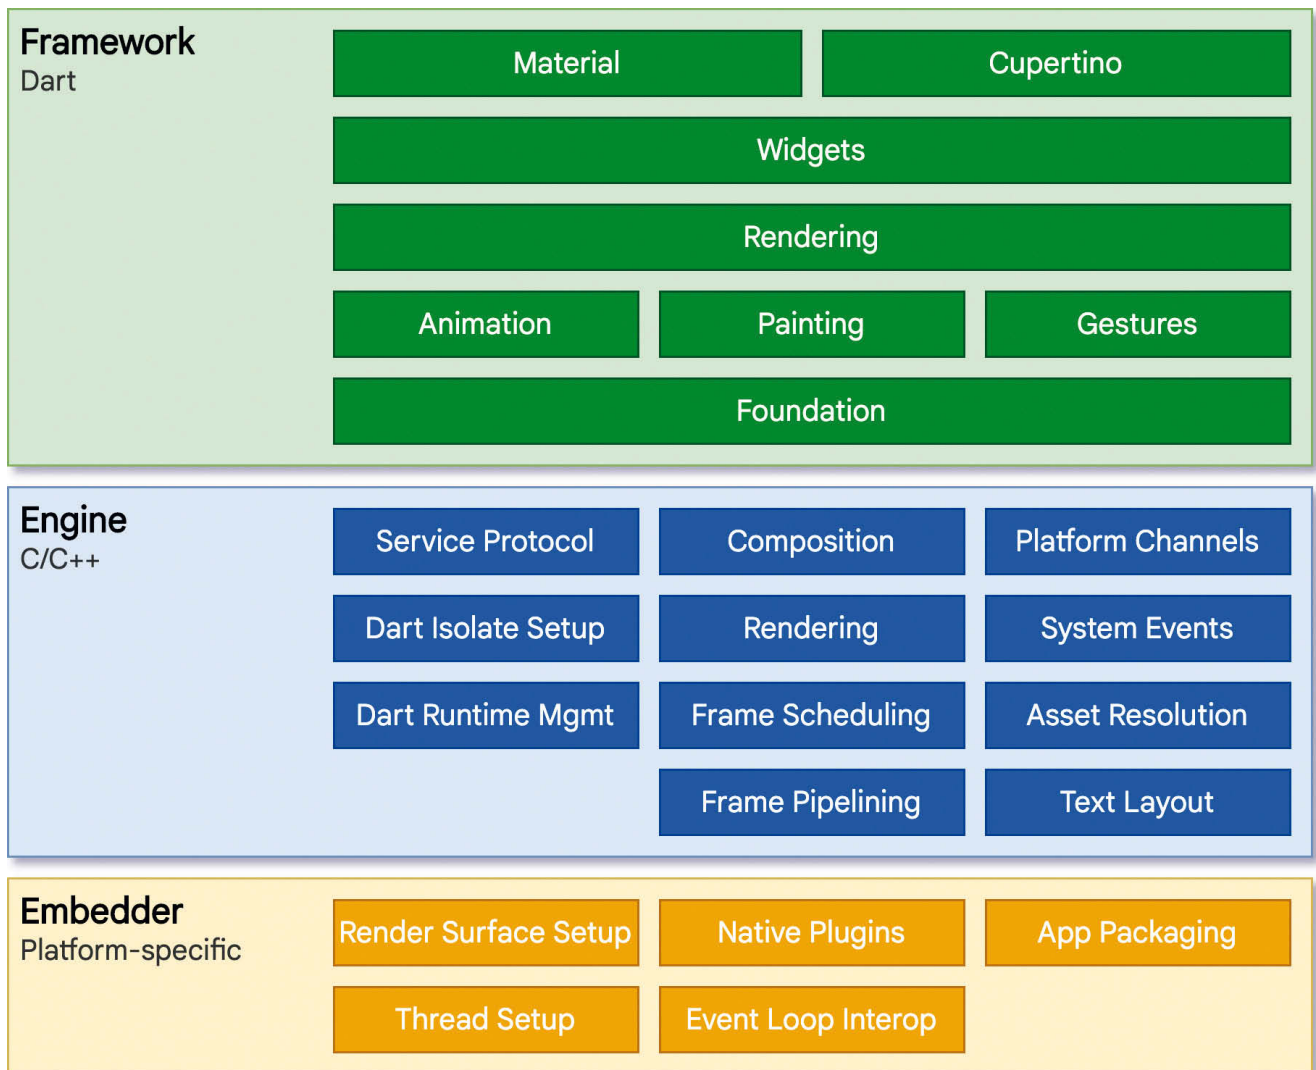 Framework
Dart
Material
Cupertino
Widgets
Rendering
Animation
Painting
Gestures
Foundation
Engine
C/C++
Service Protocol
Composition
Platform Channels
Dart Isolate Setup
Rendering
System Events
Dart Runtime Mgmt
Frame Scheduling
Asset Resolution
Frame Pipelining
Text Layout
Embedder
Platform-specific
Render Surface Setup
Native Plugins
App Packaging
Thread Setup
Event Loop Interop